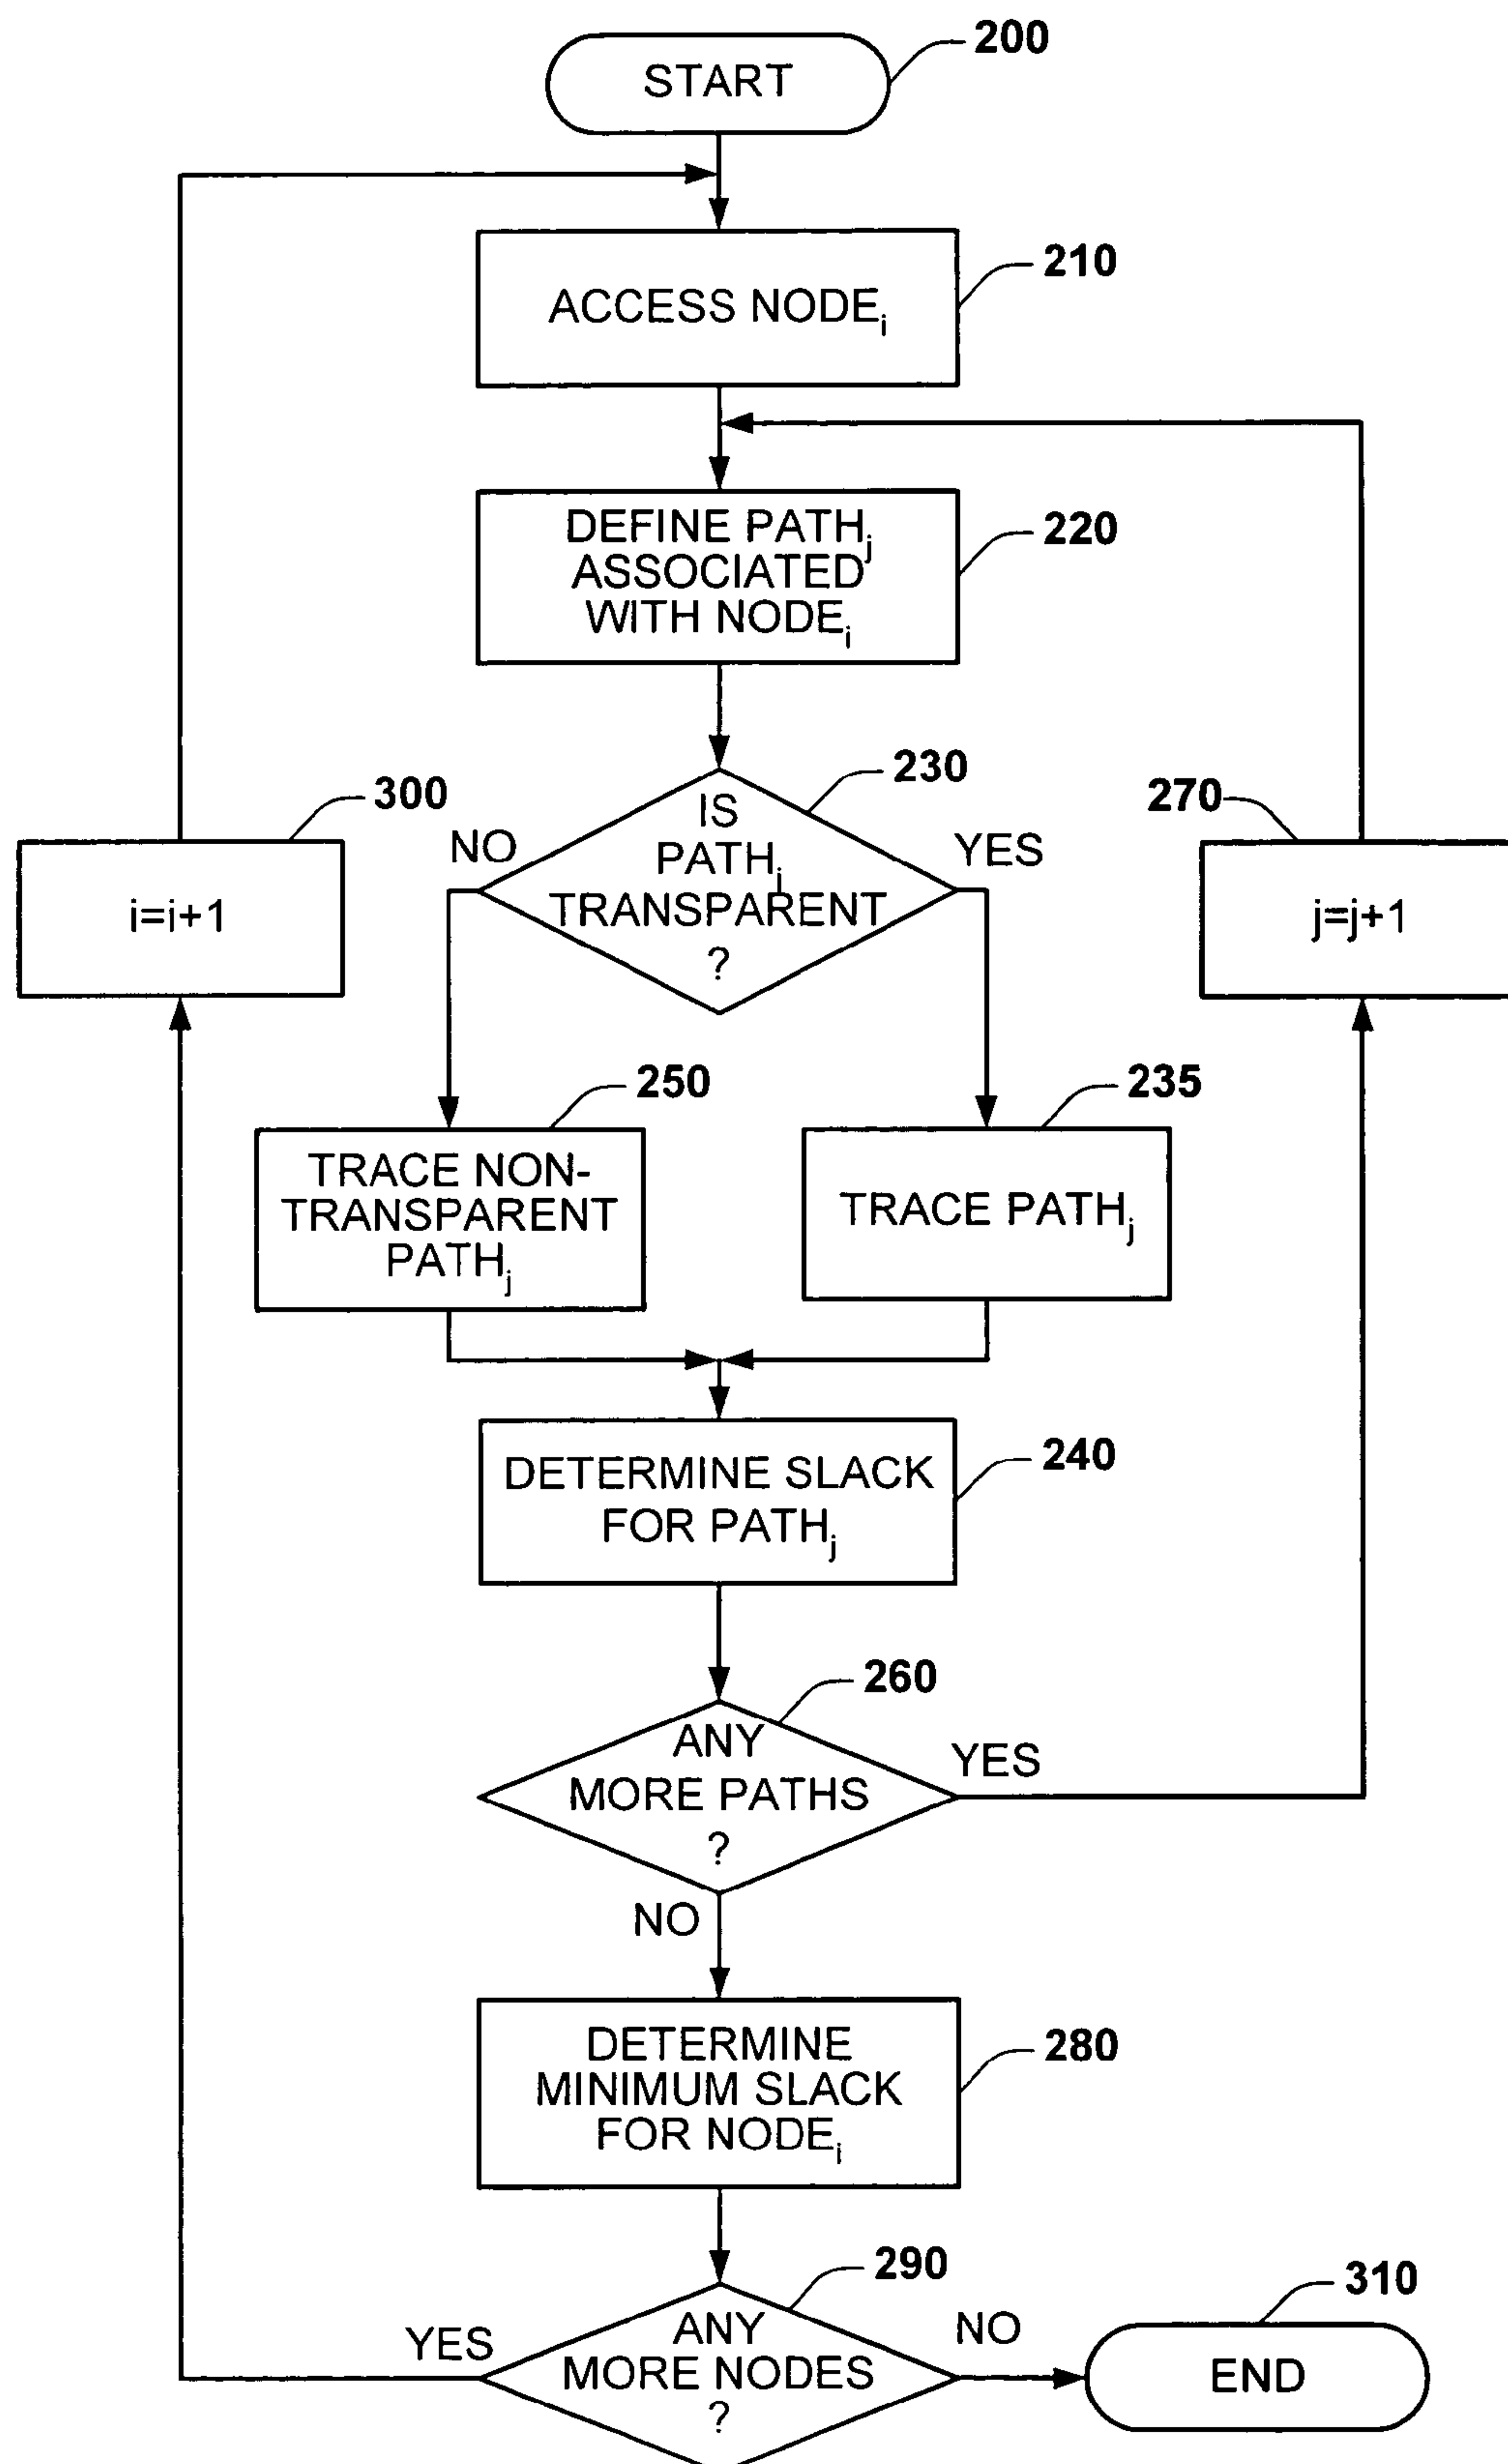 200
START
210
ACCESS NODEi
220
DEFINE PATHj
ASSOCIATED
WITH NODEi
230
IS
PATHj
TRANSPARENT
?
NO
YES
300
i=i+1
270
j=j+1
250
TRACE NON-
TRANSPARENT
PATHj
235
TRACE PATHj
240
DETERMINE SLACK
FOR PATHj
260
ANY
MORE PATHS
?
YES
NO
280
DETERMINE
MINIMUM SLACK
FOR NODEi
290
ANY
MORE NODES
?
YES
NO
310
END